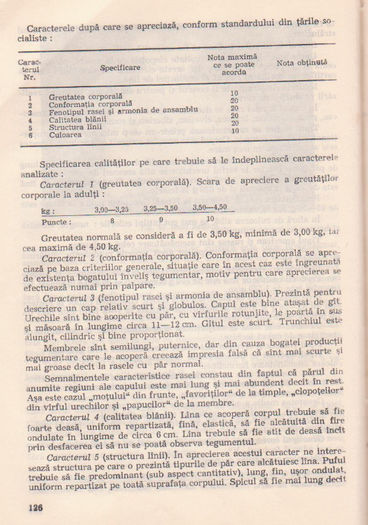 Caracterele după care se apreciază, conform standardului din țările so-
cialiste :
Carac-
terul
Nr.
Specificare
Nota maximă
ce se poate
acorda
Nota obținută
1 Greutatea corporală 10
2 Conformația corporală 20
3 Fenotipul rasei și armonia de ansamblu 20
4 Calitatea blănii 20
5 Structura lînii 20
6 Culoarea 10
Specificarea calităților pe care trebuie să le îndeplinească caracterele
analizate :
Caracterul 1 (greutatea corporală). Scara de apreciere a greutăților
corporale la adulți :
kg : 3,00—3,25 3,25—3,50 3,50—4,50
Puncte : 8 9 10
Greutatea normală se consideră a fi de 3,50 kg, minimă de 3,00 kg, iar
cea maximă de 4,50 kg.
Caracterul 2 (conformația corporală). Conformația corporală se apre-
ciază pe baza criteriilor generale, situație care în acest caz este îngreunată
de existența bogatului înveliș tegumentar, motiv pentru care aprecierea se
efectuează numai prin palpare.
Caracterul 3 (fenotipul rasei și armonia de ansamblu). Prezintă pentru
descriere un cap relativ scurt și globulos. Capul este bine atașat de gît.
Urechile sînt bine acoperite cu păr, cu vîrfurile rotunjite, le poartă în sus
și măsoară în lungime circa 11—12 cm. Gîtul este scurt. Trunchiul este
alungit, cilindric și bine proporționat.
Membrele sînt semilungi, puternice, dar din cauza bogatei producții
tegumentare care le acoperă creează impresia falsă că sînt mai scurte și
mai groase decît la rasele cu păr normal.
Semnalmentele caracteristice rasei constau din faptul că părul din
anumite regiuni ale capului este mai lung și mai abundent decît în rest.
Așa este cazul „moțului“ din frunte, „favoriților“ de la timple, „clopoțeilor“
din vîrful urechilor și „papucilor“ de la membre.
Caracterul 4 (calitatea blănii). Lîna ce acoperă corpul trebuie să fie
foarte deasă, uniform repartizată, fină, elastică, să fie alcătuită din fire
ondulate în lungime de circa 6 cm. Lîna trebuie să fie atît de deasă încît
prin desfacerea ei să nu se poată observa tegumentul.
Caracterul 5 (structura lînii). În aprecierea acestui caracter ne intere-
sează structura pe care o prezintă tipurile de păr care alcătuiesc lîna. Puful
trebuie să fie predominant (sub aspect cantitativ), lung, fin, ușor ondulat,
uniform repartizat pe toată suprafața corpului. Spicul să fie mai lung decît
126